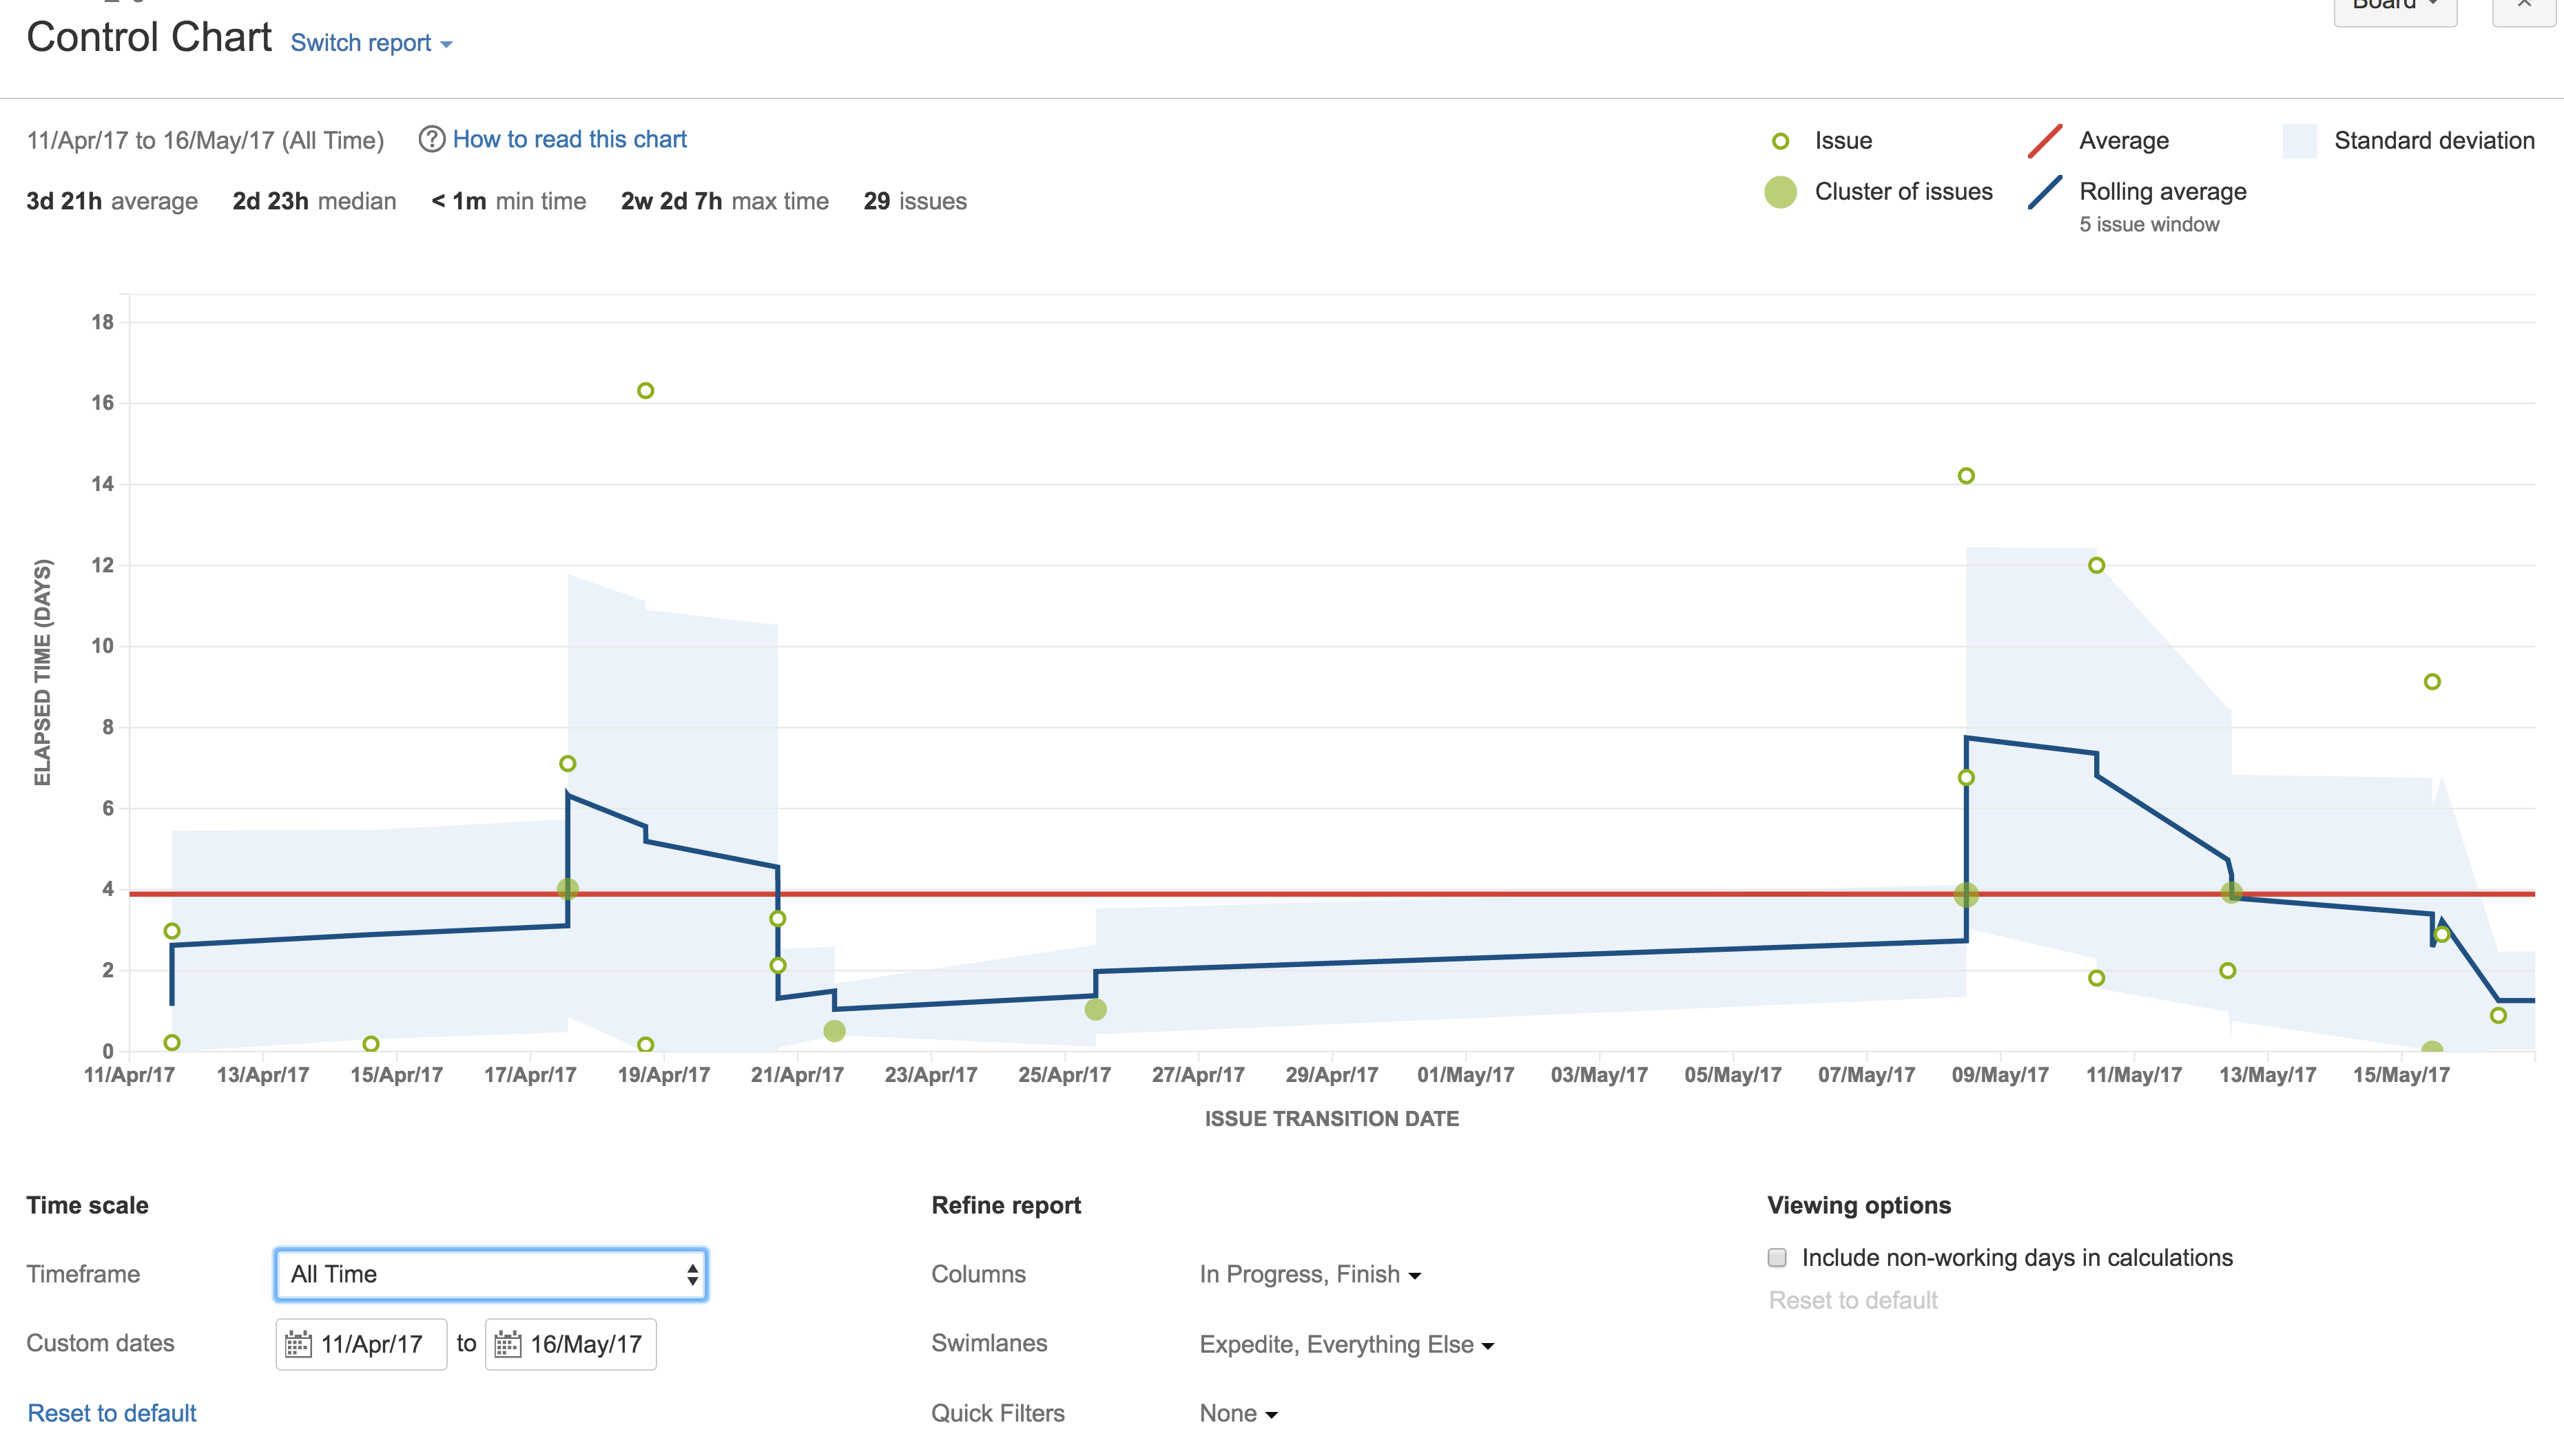 Board
Control Chart Switch report
11/Apr/17 to 16/May/17 (All Time) ? How to read this chart
3d 21h average 2d 23h median < 1m min time 2w 2d 7h max time 29 issues
Issue Average Standard deviation
Cluster of issues Rolling average
5 issue window
18
16
14
12
10
8
6
4
2
0
ELAPSED TIME (DAYS)
11/Apr/17 13/Apr/17 15/Apr/17 17/Apr/17 19/Apr/17 21/Apr/17 23/Apr/17 25/Apr/17 27/Apr/17 29/Apr/17 01/May/17 03/May/17 05/May/17 07/May/17 09/May/17 11/May/17 13/May/17 15/May/17
ISSUE TRANSITION DATE
Time scale Refine report Viewing options
Timeframe All Time Columns In Progress, Finish Include non-working days in calculations
Reset to default
Custom dates 11/Apr/17 to 16/May/17 Swimlanes Expedite, Everything Else
Reset to default Quick Filters None